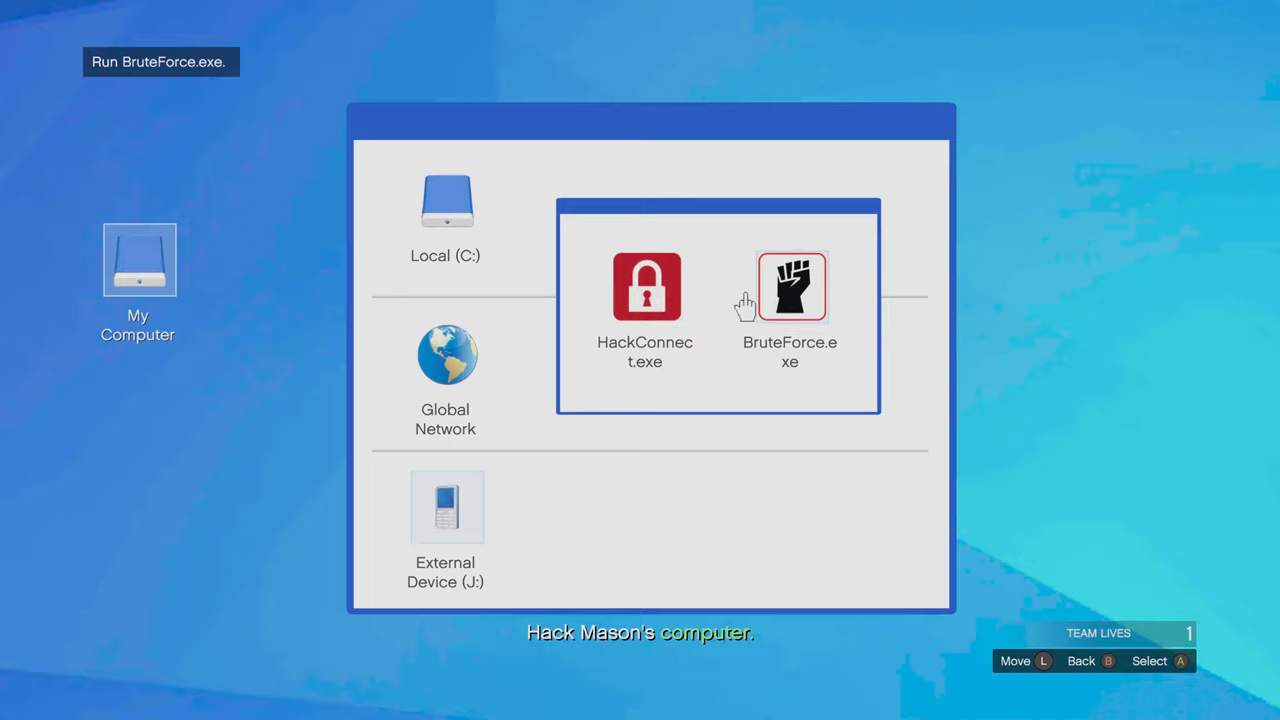 Run BruteForce.exe.
Local (C:)
HackConnec
t.exe
BruteForce.e
xe
My
Computer
Global
Network
External
Device (J:)
Hack Mason's computer.
TEAM LIVES 1
Move L Back B Select A